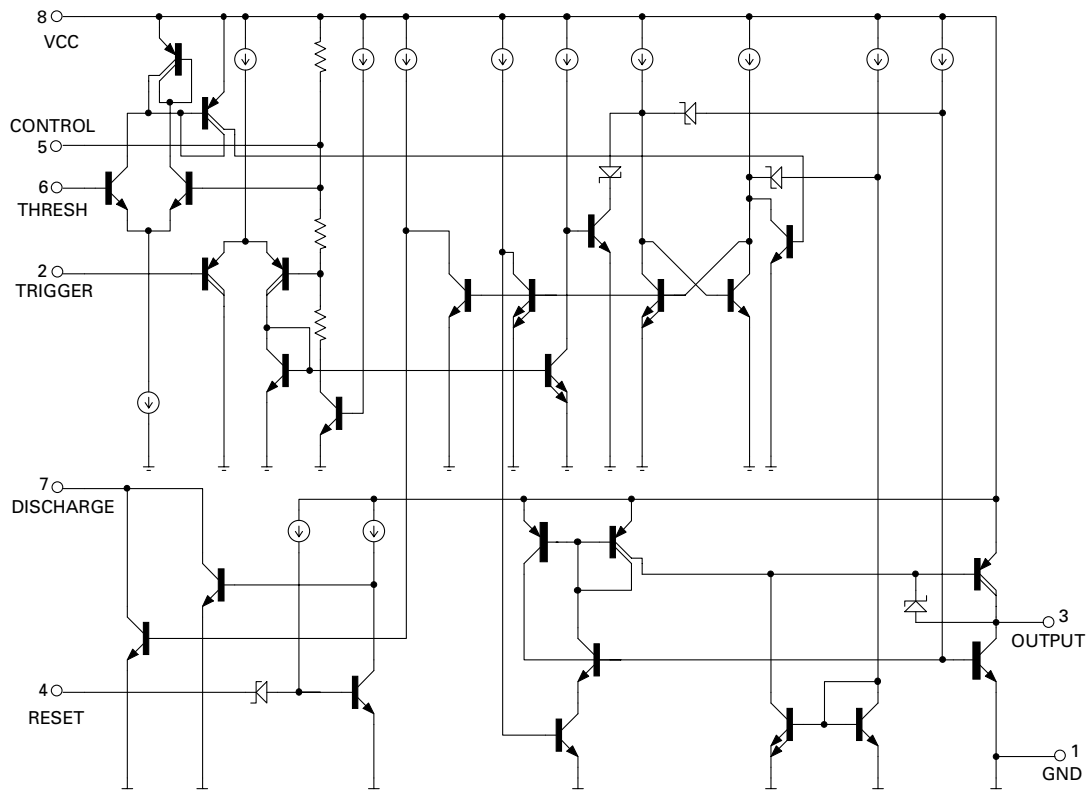 8
VCC
CONTROL
5
6
THRESH
2
TRIGGER
7
DISCHARGE
4
RESET
3
OUTPUT
1
GND